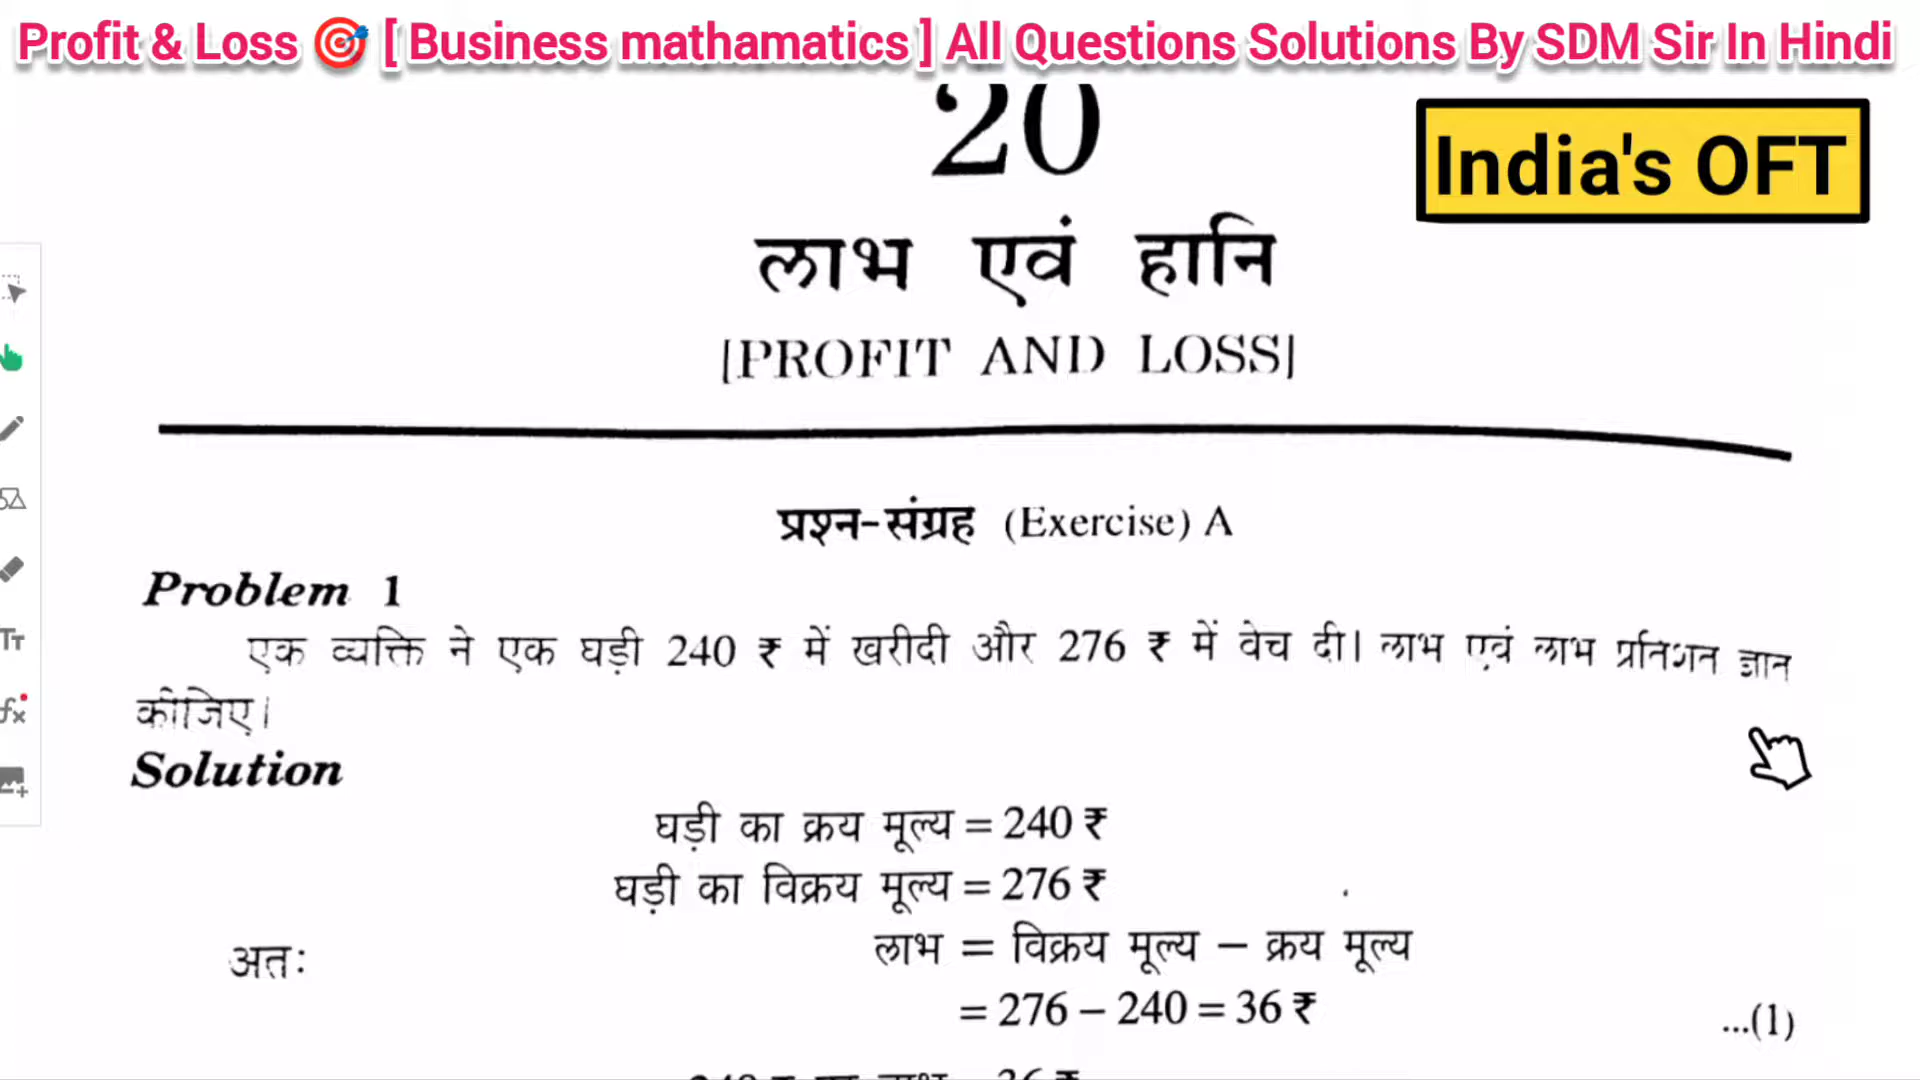 Profit & Loss 🎯 [ Business mathamatics ] All Questions Solutions By SDM Sir In Hindi
20
India's OFT
लाभ एवं हानि
[PROFIT AND LOSS]
प्रश्न-संग्रह (Exercise) A
Problem 1
एक व्यक्ति ने एक घड़ी 240 ₹ में खरीदी और 276 ₹ में बेच दी। लाभ एवं लाभ प्रतिशत ज्ञात
कीजिए।
Solution
घड़ी का क्रय मूल्य = 240 ₹
घड़ी का विक्रय मूल्य = 276 ₹
अतः लाभ = विक्रय मूल्य – क्रय मूल्य
= 276 – 240 = 36 ₹ ...(1)